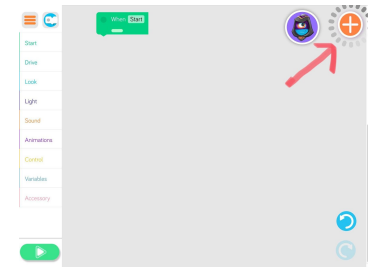 When Start
Start
Drive
Look
Light
Sound
Animations
Control
Variables
Accessory